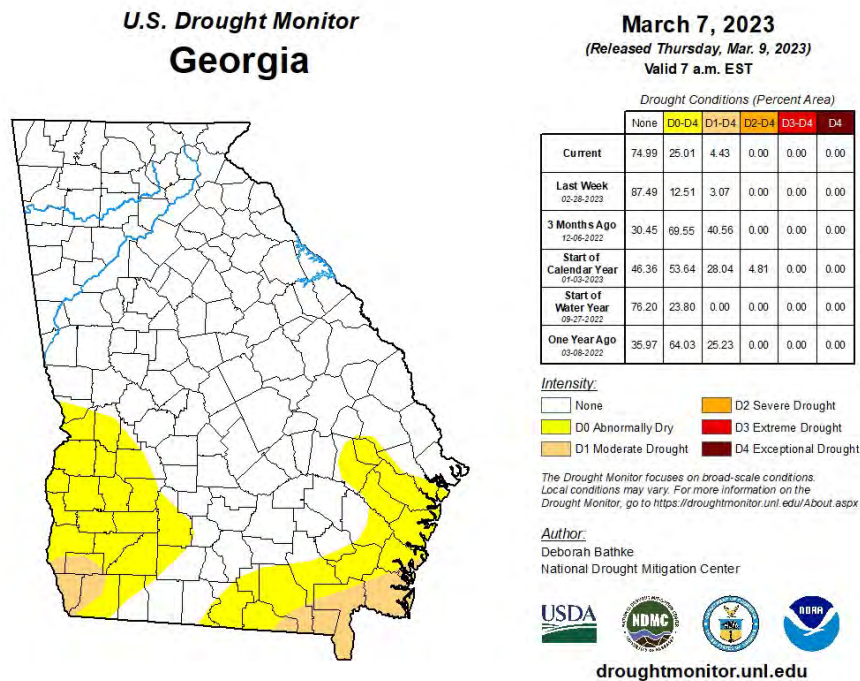 U.S. Drought Monitor
Georgia
March 7, 2023
(Released Thursday, Mar. 9, 2023)
Valid 7 a.m. EST
Drought Conditions (Percent Area)
None D0-D4 D1-D4 D2-D4 D3-D4 D4
Current 74.99 25.01 4.43 0.00 0.00 0.00
Last Week 87.49 12.51 3.07 0.00 0.00 0.00
02-28-2023
3 Months Ago 30.45 69.55 40.56 0.00 0.00 0.00
12-06-2022
Start of
Calendar Year 46.36 53.64 28.04 4.81 0.00 0.00
01-03-2023
Start of
Water Year 76.20 23.80 0.00 0.00 0.00 0.00
09-27-2022
One Year Ago 35.97 64.03 25.23 0.00 0.00 0.00
03-08-2022
Intensity:
None
D0 Abnormally Dry
D1 Moderate Drought
D2 Severe Drought
D3 Extreme Drought
D4 Exceptional Drought
The Drought Monitor focuses on broad-scale conditions.
Local conditions may vary. For more information on the
Drought Monitor, go to https://droughtmonitor.unl.edu/About.aspx
Author:
Deborah Bathke
National Drought Mitigation Center
USDA
NDMC
NOAA
droughtmonitor.unl.edu